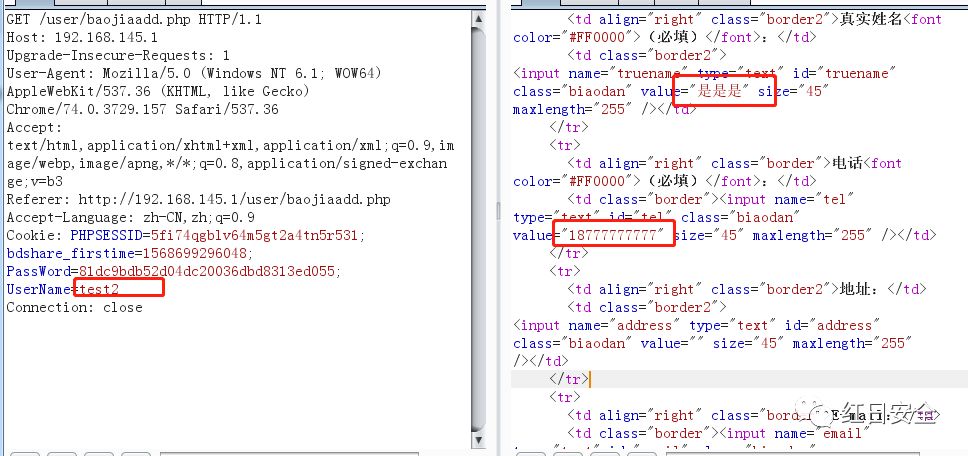 GET /user/baojiaadd.php HTTP/1.1
Host: 192.168.145.1
Upgrade-Insecure-Requests: 1
User-Agent: Mozilla/5.0 (Windows NT 6.1; WOW64)
AppleWebKit/537.36 (KHTML, like Gecko)
Chrome/74.0.3729.157 Safari/537.36
Accept:
text/html,application/xhtml+xml,application/xml;q=0.9,im
age/webp,image/apng,*/*;q=0.8,application/signed-exchan
ge;v=b3
Referer: http://192.168.145.1/user/baojiaadd.php
Accept-Language: zh-CN,zh;q=0.9
Cookie: PHPSESSID=5fi74qgblv64m5gt2a4tn5r531;
bdshare_firstime=1568699296048;
PassWord=81dc9bdb52d04dc20036dbd8313ed055;
UserName=test2
Connection: close
<td align="right" class="border2">真实姓名<font
color="#FF0000">（必填）</font>：</td>
<td class="border2">
<input name="truename" type="text" id="truename"
class="biaodan" value="是是是" size="45"
maxlength="255" /></td>
</tr>
<tr>
<td align="right" class="border">电话<font
color="#FF0000">（必填）</font>：</td>
<td class="border"><input name="tel"
type="text" id="tel" class="biaodan"
value="18777777777" size="45" maxlength="255" /></td>
</tr>
<tr>
<td align="right" class="border2">地址：</td>
<td class="border2">
<input name="address" type="text" id="address"
class="biaodan" value="" size="45" maxlength="255"
/></td>
</tr>
<tr>
<td align="right" class="border">E-mail：</td>
<td class="border"><input name="email"
红日安全